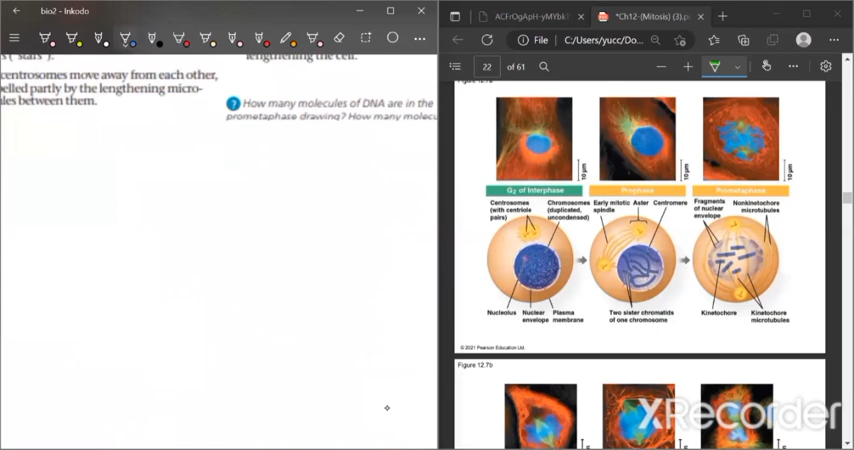 bio2 - Inkodo
s ("stars").
lengthening the cell.
centrosomes move away from each other,
pelled partly by the lengthening micro-
ules between them.
? How many molecules of DNA are in the
prometaphase drawing? How many molecu
ACFrOgApH-yMYbk
*Ch12-(Mitosis) (3).p
File C:/Users/yucc/Do...
22 of 61
10 μm
10 μm
10 μm
G2 of Interphase
Prophase
Prometaphase
Centrosomes
(with centriole
pairs)
Chromosomes
(duplicated,
uncondensed)
Early mitotic
spindle
Aster
Centromere
Fragments
of nuclear
envelope
Nonkinetochore
microtubules
Nucleolus
Nuclear
envelope
Plasma
membrane
Two sister chromatids
of one chromosome
Kinetochore
Kinetochore
microtubules
© 2021 Pearson Education Ltd.
Figure 12.7b
XRecorder